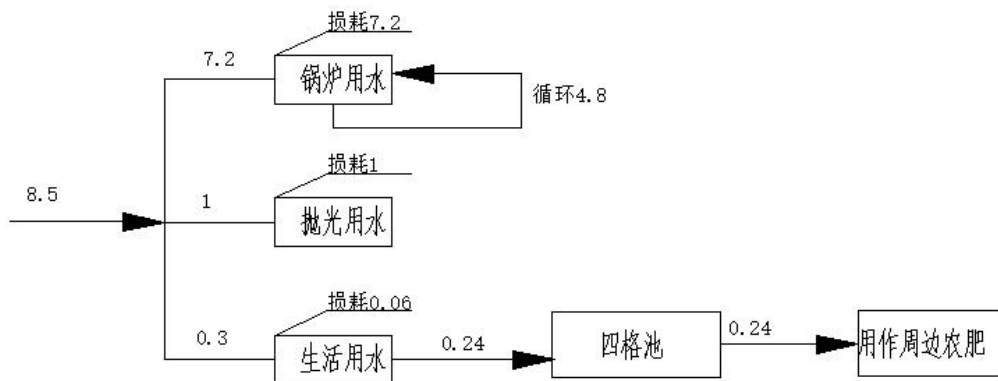 损耗7.2
7.2
锅炉用水
循环4.8
损耗1
8.5
1
抛光用水
损耗0.06
0.3
生活用水
0.24
四格池
0.24
用作周边农肥